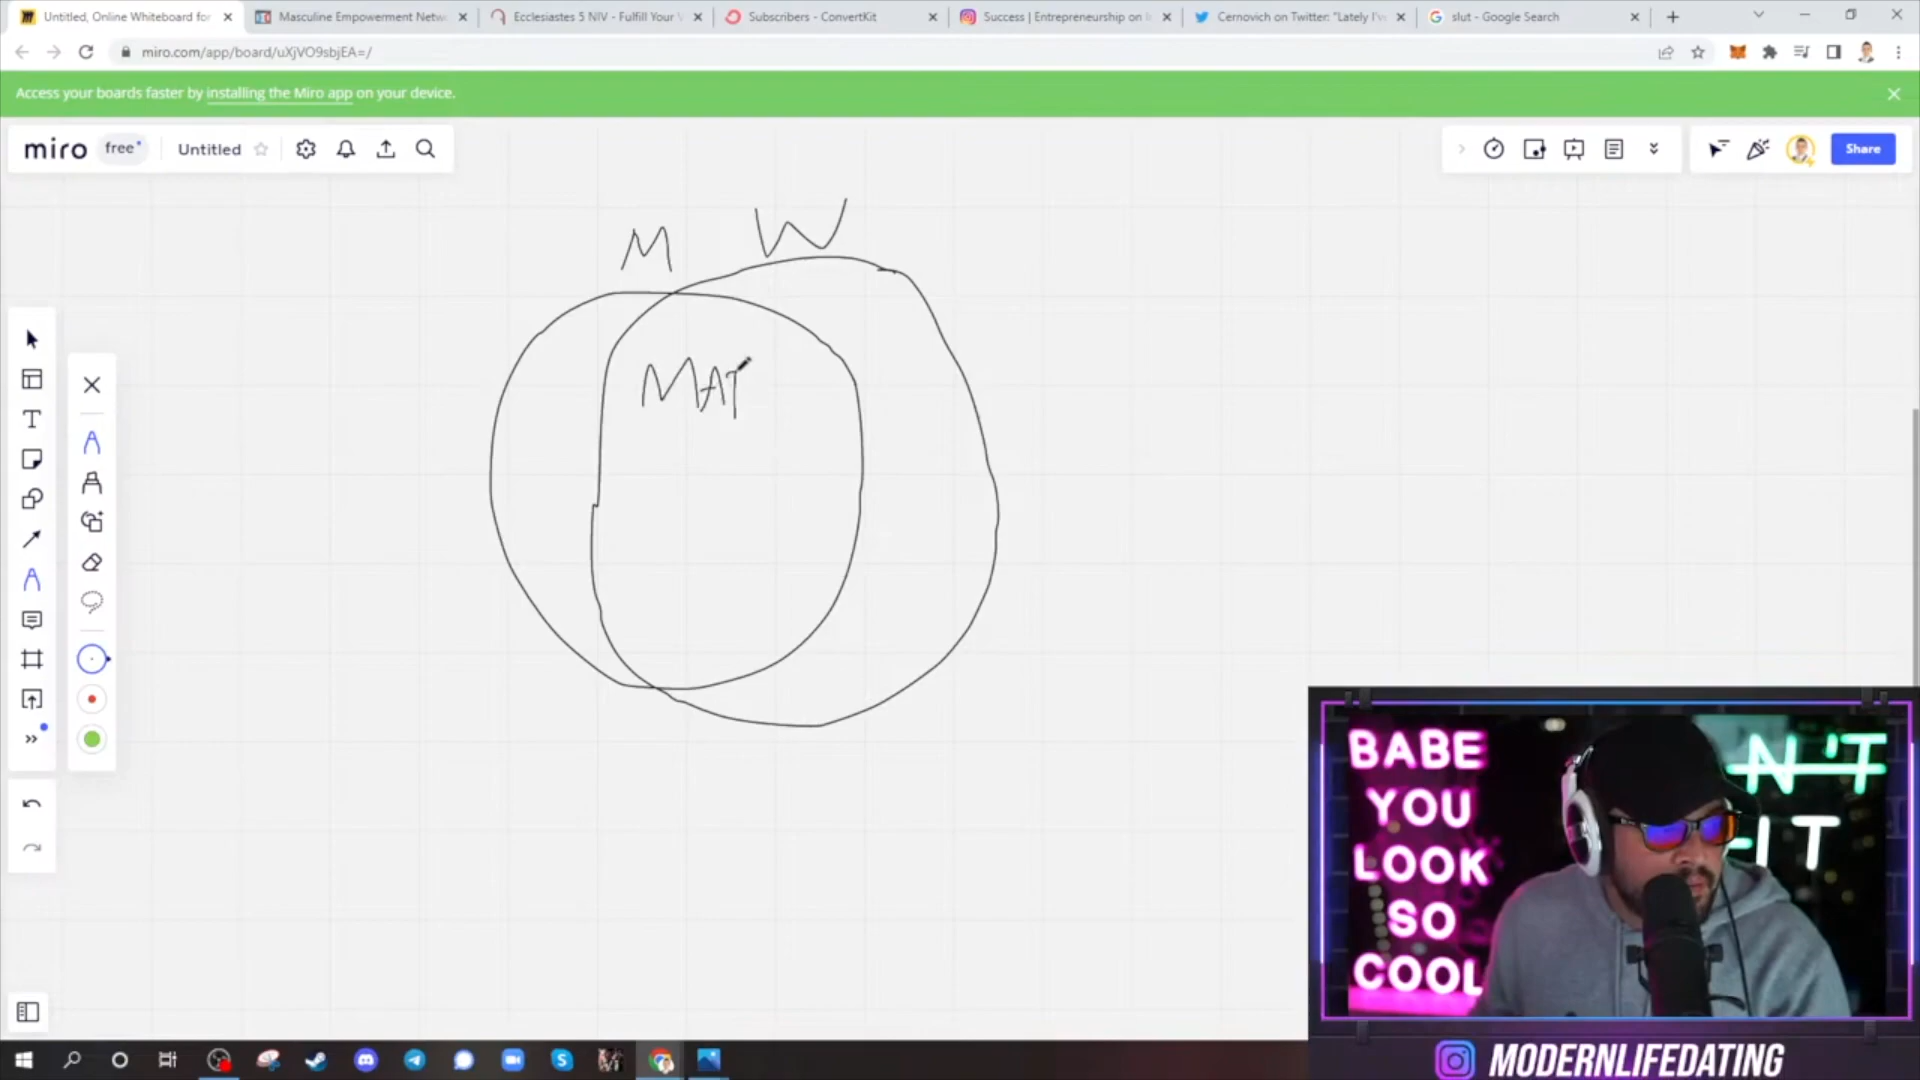 Untitled, Online Whiteboard for
Masculine Empowerment Netw
Ecclesiastes 5 NIV - Fulfill Your V
Subscribers - ConvertKit
Success | Entrepreneurship on I
Cernovich on Twitter: "Lately I'v
slut - Google Search
miro.com/app/board/uXjVO9sbjEA=/
Access your boards faster by installing the Miro app on your device.
miro free Untitled
Share
M W
MAT
BABE
YOU
LOOK
SO
COOL
N'T
IT
MODERNLIFEDATING